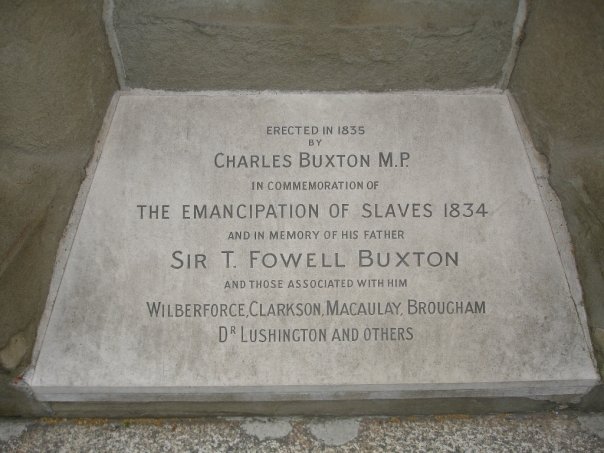 ERECTED IN 1835
BY
CHARLES BUXTON M.P.
IN COMMEMORATION OF
THE EMANCIPATION OF SLAVES 1834
AND IN MEMORY OF HIS FATHER
SIR T. FOWELL BUXTON
AND THOSE ASSOCIATED WITH HIM
WILBERFORCE, CLARKSON, MACAULAY, BROUGHAM
DR LUSHINGTON AND OTHERS